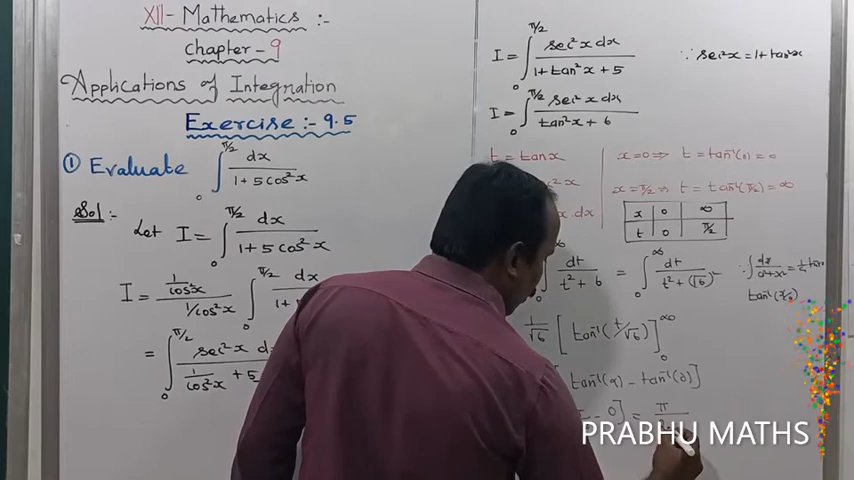 XII- Mathematics :-
Chapter - 9
Applications of Integration
Exercise :- 9.5
① Evaluate ∫₀^(π/2) dx / (1+5cos²x)
Sol :-
Let I = ∫₀^(π/2) dx / (1+5cos²x)
I = (1/cos²x) / (1/cos²x) ∫₀^(π/2) dx
= ∫₀^(π/2) sec²x d / (1/cos²x + 5
I = ∫₀^(π/2) sec²x dx / (1+tan²x+5) ∵ sec²x = 1+tan²x
I = ∫₀^(π/2) sec²x dx / (tan²x+6)
t = tanx x=0 ⇒ t = tan⁻¹(0) = 0
²x x=π/2 ⇒ t = tan⁻¹(π/2) = ∞
x.dx
x 0 ∞
t 0 π/2
∫₀^∞ dt / (t²+6) = ∫₀^∞ dt / (t²+(√6)²) ∵ ∫ dx / (a²+x²) = 1/a tan
1/√6 [tan⁻¹(t/√6)]₀^∞
tan⁻¹(α) - tan⁻¹(0)]
- 0] = π
PRABHU MATHS